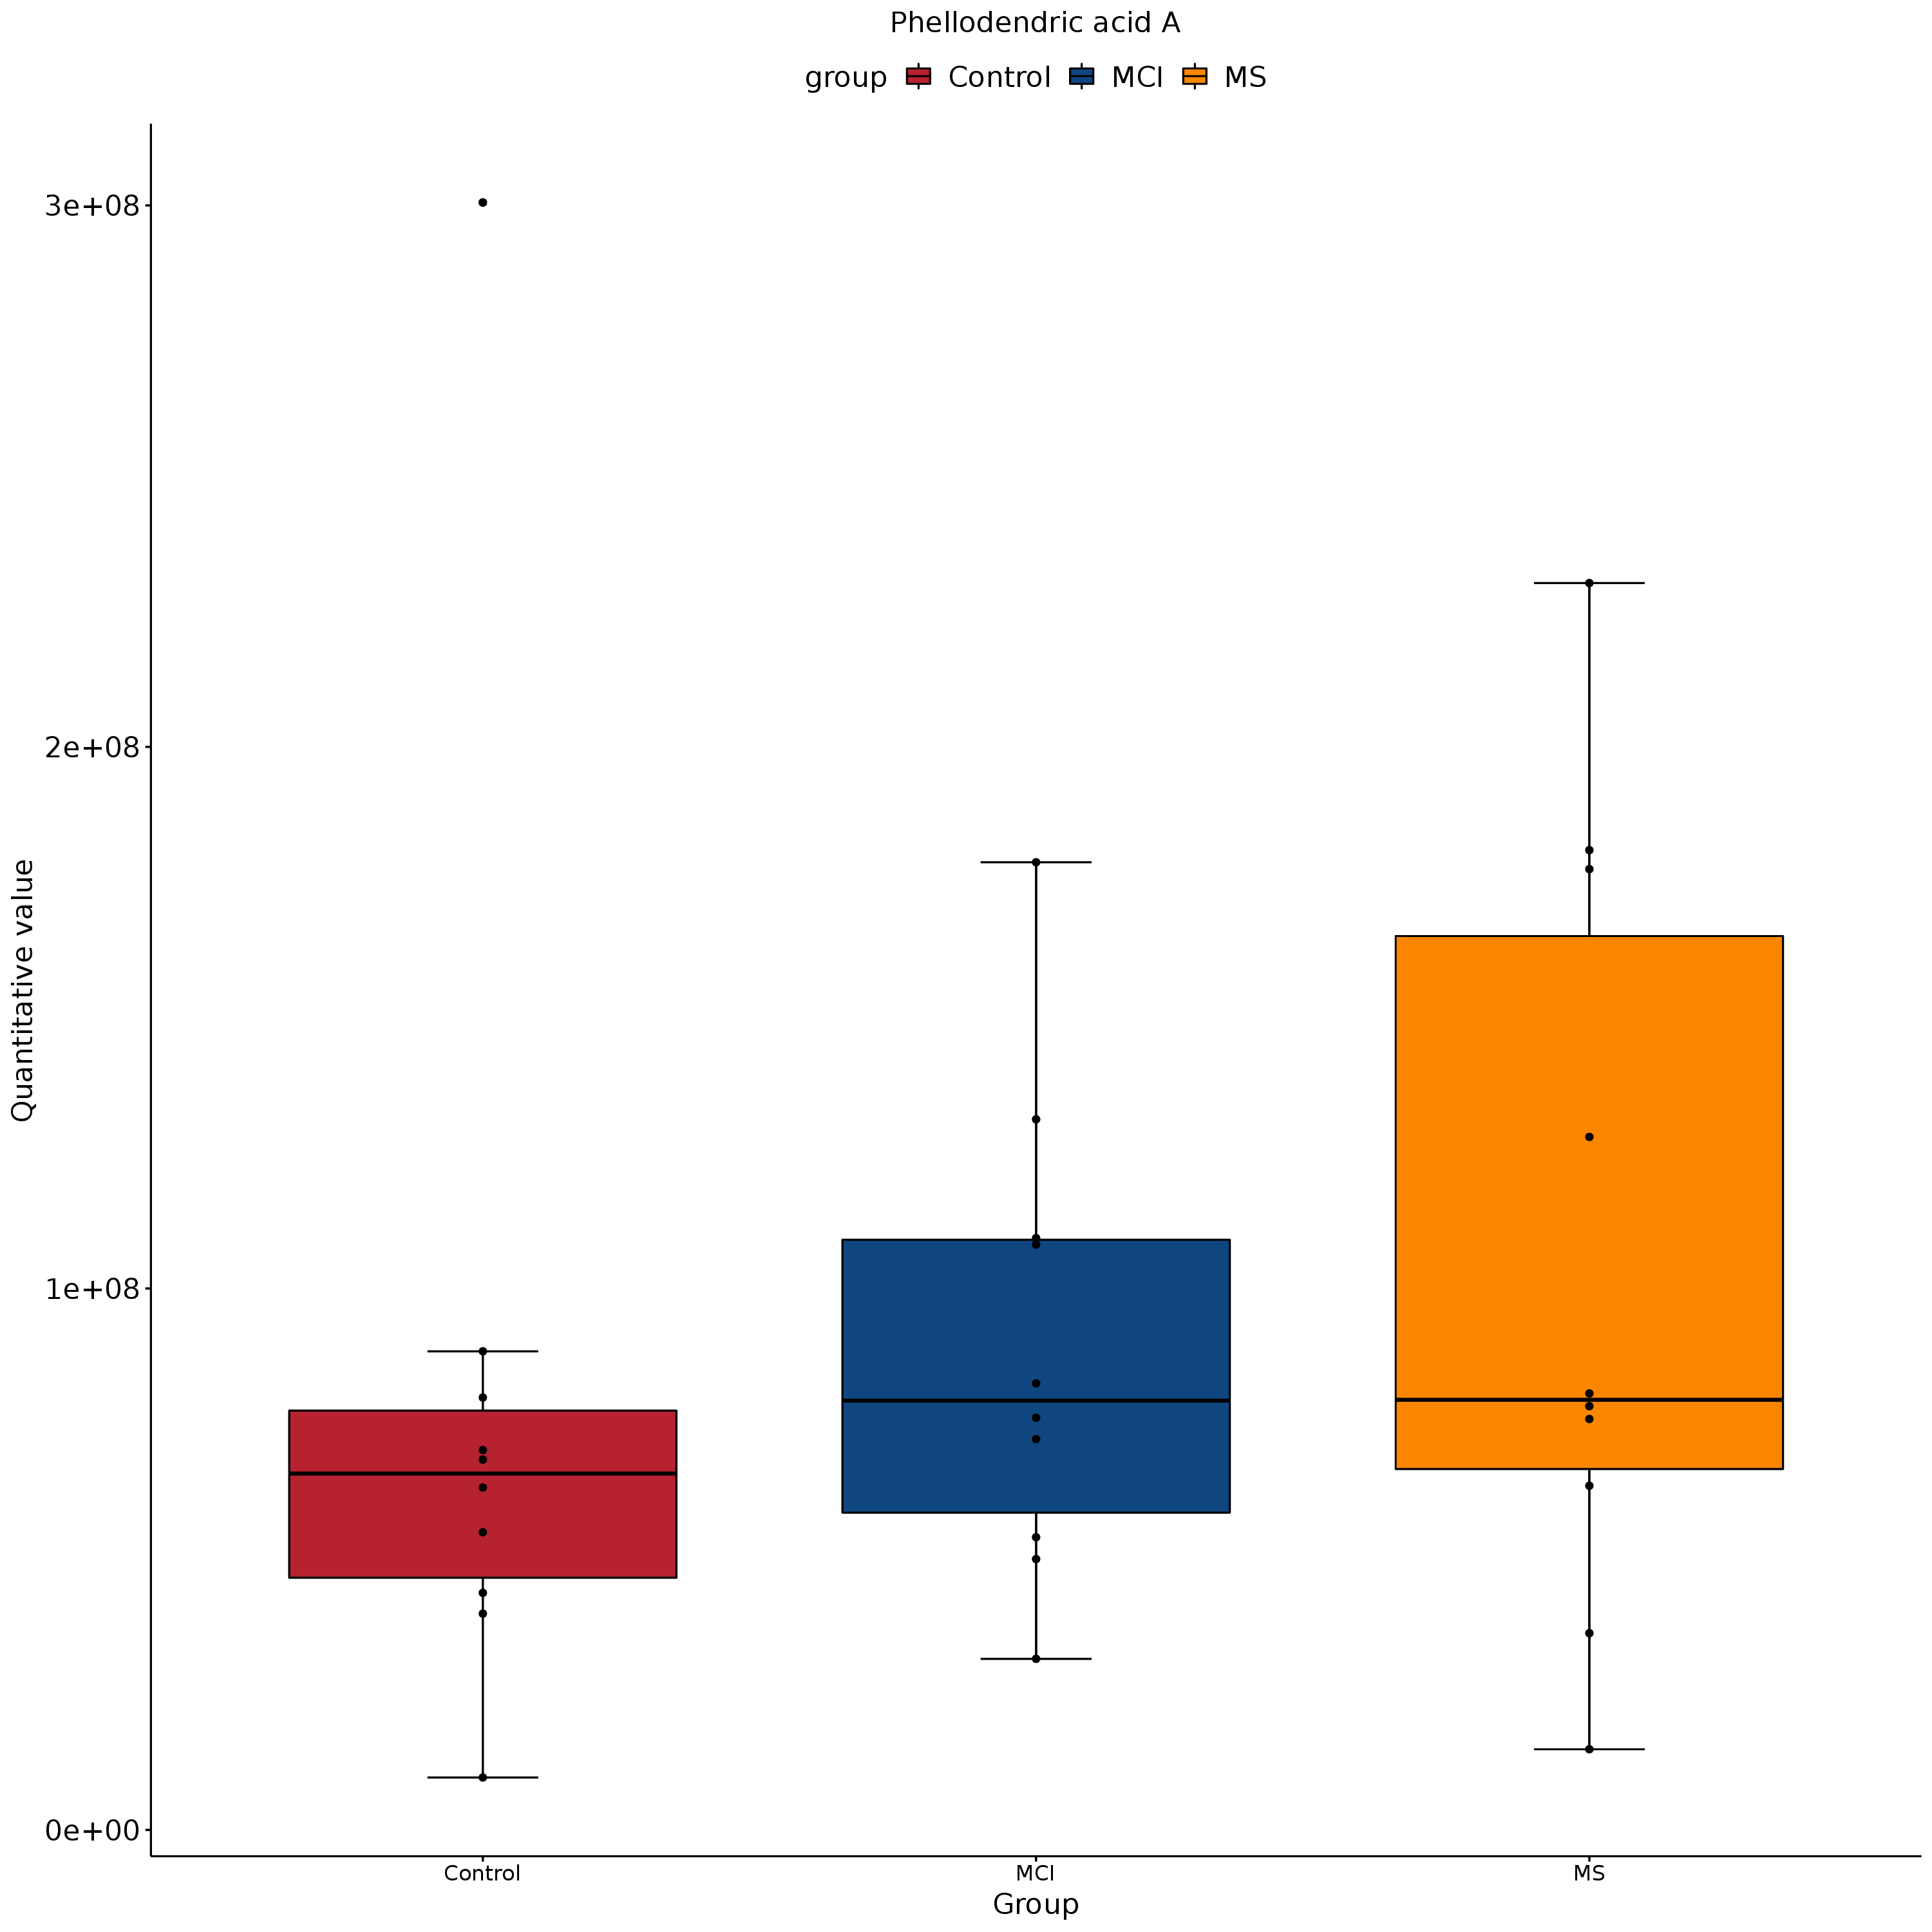 Phellodendric acid A
group Control MCI MS
3e+08
2e+08
1e+08
0e+00
Quantitative value
Control MCI MS
Group